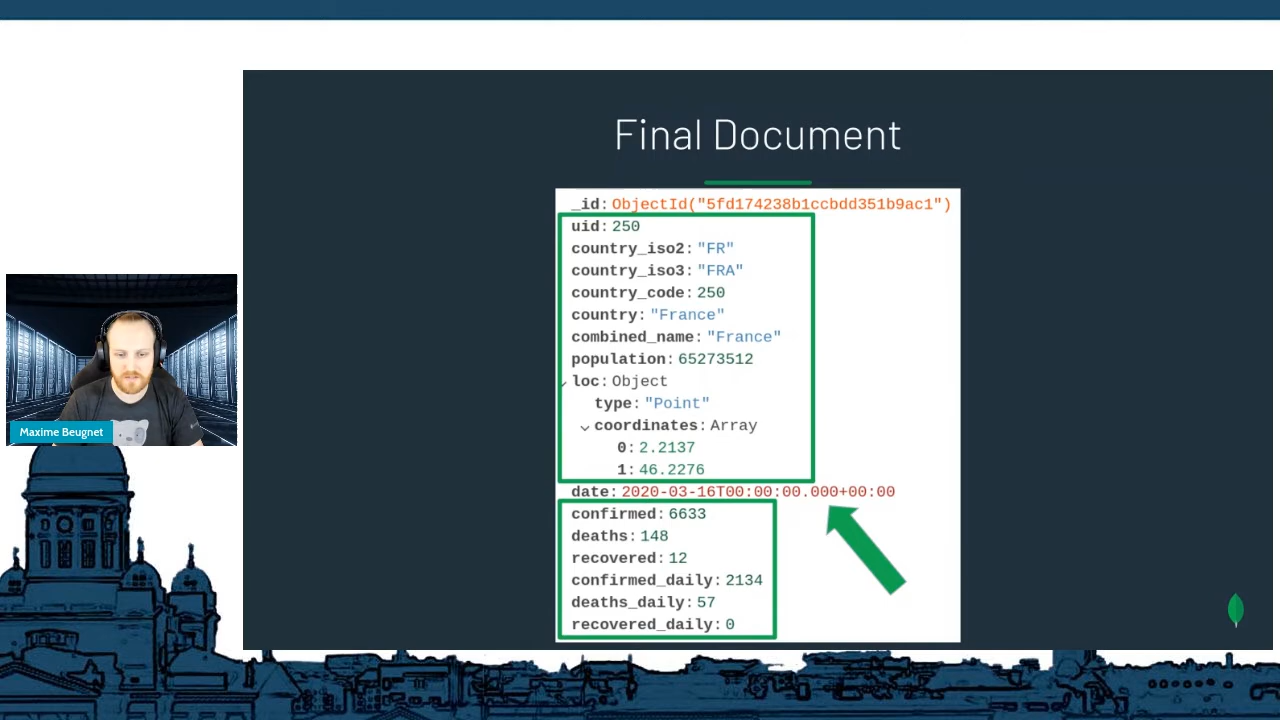 Final Document
_id: ObjectId("5fd174238b1ccbdd351b9ac1")
uid: 250
country_iso2: "FR"
country_iso3: "FRA"
country_code: 250
country: "France"
combined_name: "France"
population: 65273512
loc: Object
type: "Point"
coordinates: Array
0: 2.2137
1: 46.2276
date: 2020-03-16T00:00:00.000+00:00
confirmed: 6633
deaths: 148
recovered: 12
confirmed_daily: 2134
deaths_daily: 57
recovered_daily: 0
Maxime Beugnet